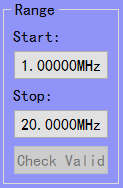 Range
Start:
1.00000MHz
Stop:
20.0000MHz
Check Valid